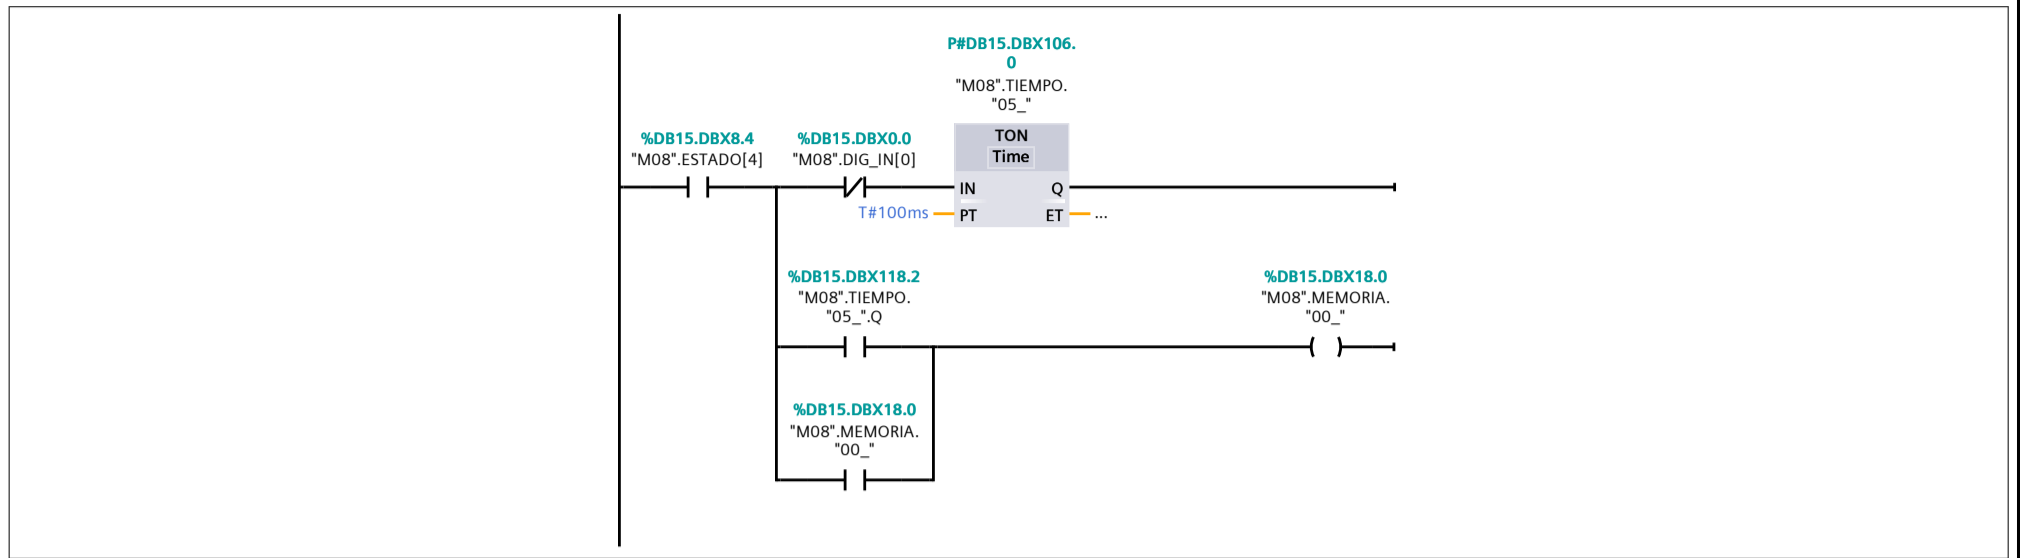 P#DB15.DBX106.
0
"M08".TIEMPO.
"05_"
TON
Time
%DB15.DBX8.4
"M08".ESTADO[4]
%DB15.DBX0.0
"M08".DIG_IN[0]
IN
Q
T#100ms
PT
ET
...
%DB15.DBX118.2
"M08".TIEMPO.
"05_".Q
%DB15.DBX18.0
"M08".MEMORIA.
"00_"
%DB15.DBX18.0
"M08".MEMORIA.
"00_"